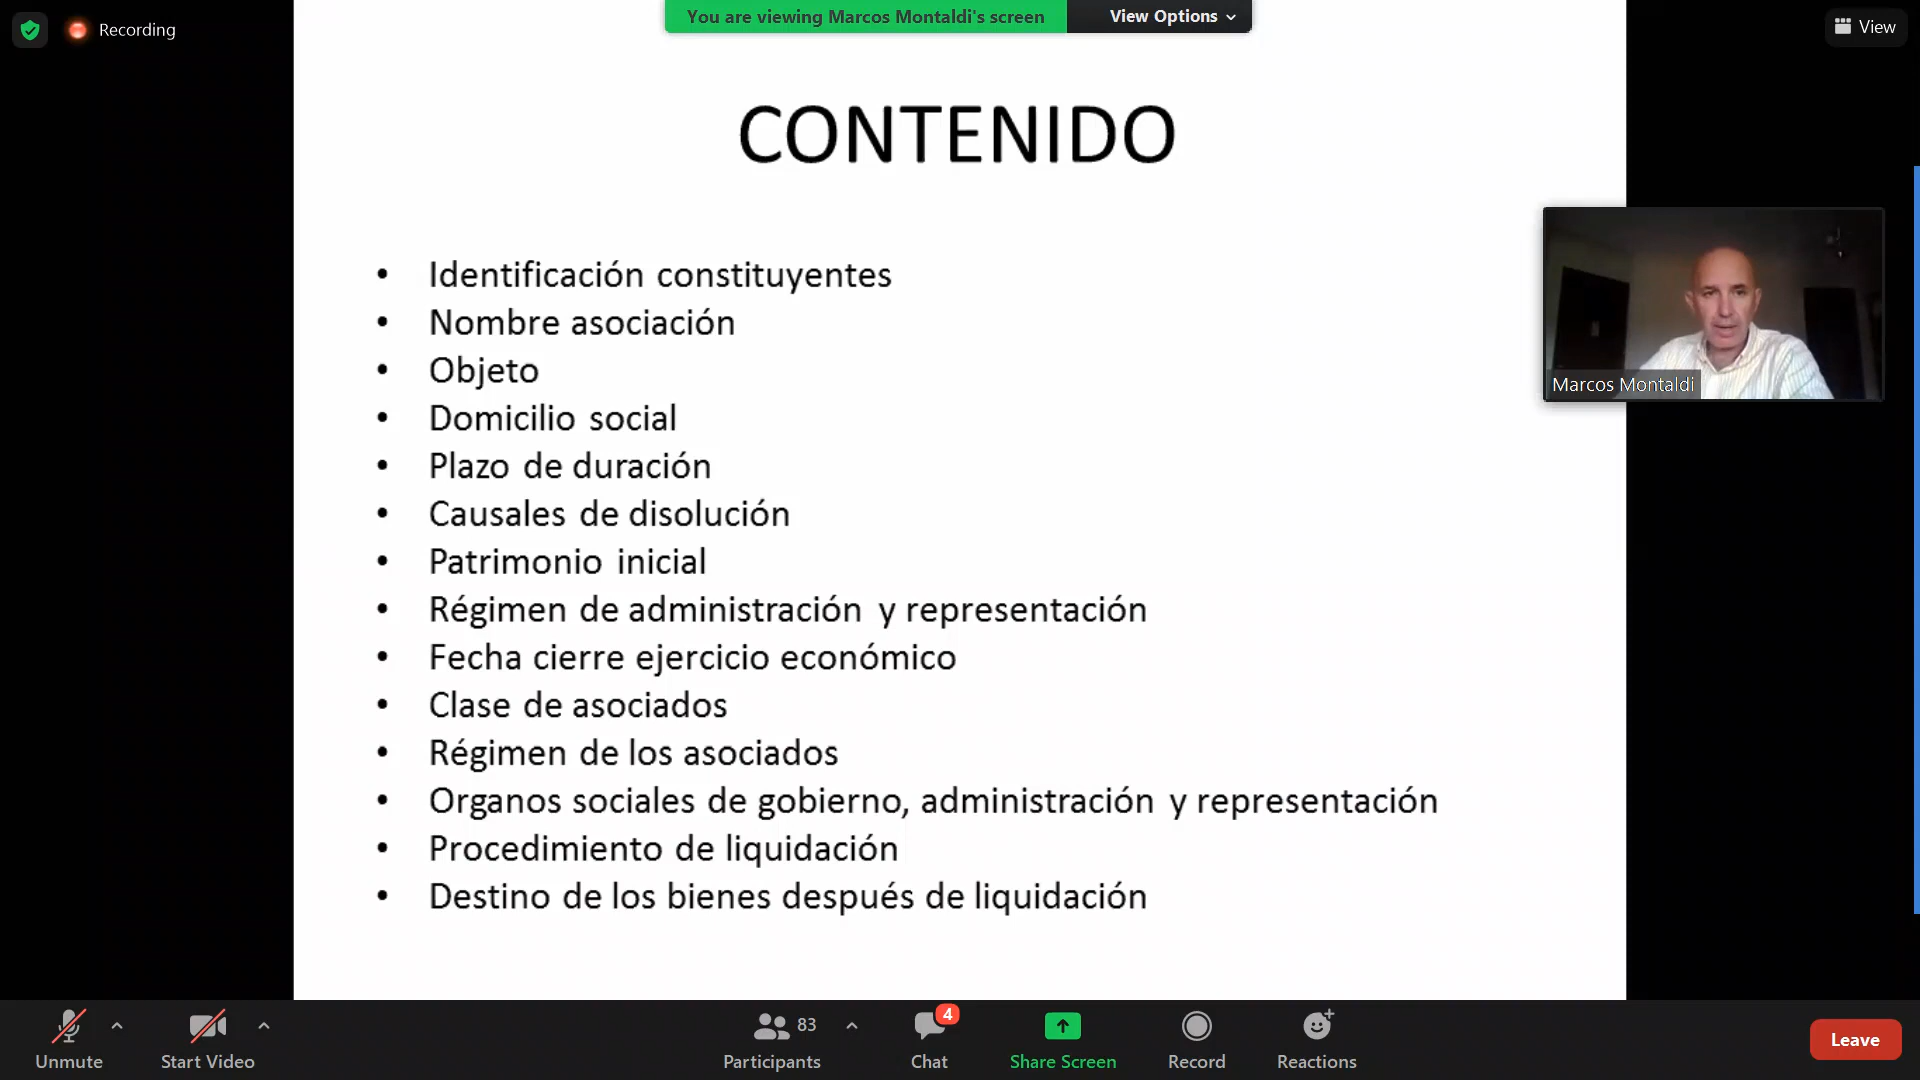 Recording
You are viewing Marcos Montaldi's screen
View Options
View
CONTENIDO
• Identificación constituyentes
• Nombre asociación
• Objeto
• Domicilio social
• Plazo de duración
• Causales de disolución
• Patrimonio inicial
• Régimen de administración y representación
• Fecha cierre ejercicio económico
• Clase de asociados
• Régimen de los asociados
• Organos sociales de gobierno, administración y representación
• Procedimiento de liquidación
• Destino de los bienes después de liquidación
Marcos Montaldi
Unmute
Start Video
83
Participants
4
Chat
Share Screen
Record
Reactions
Leave